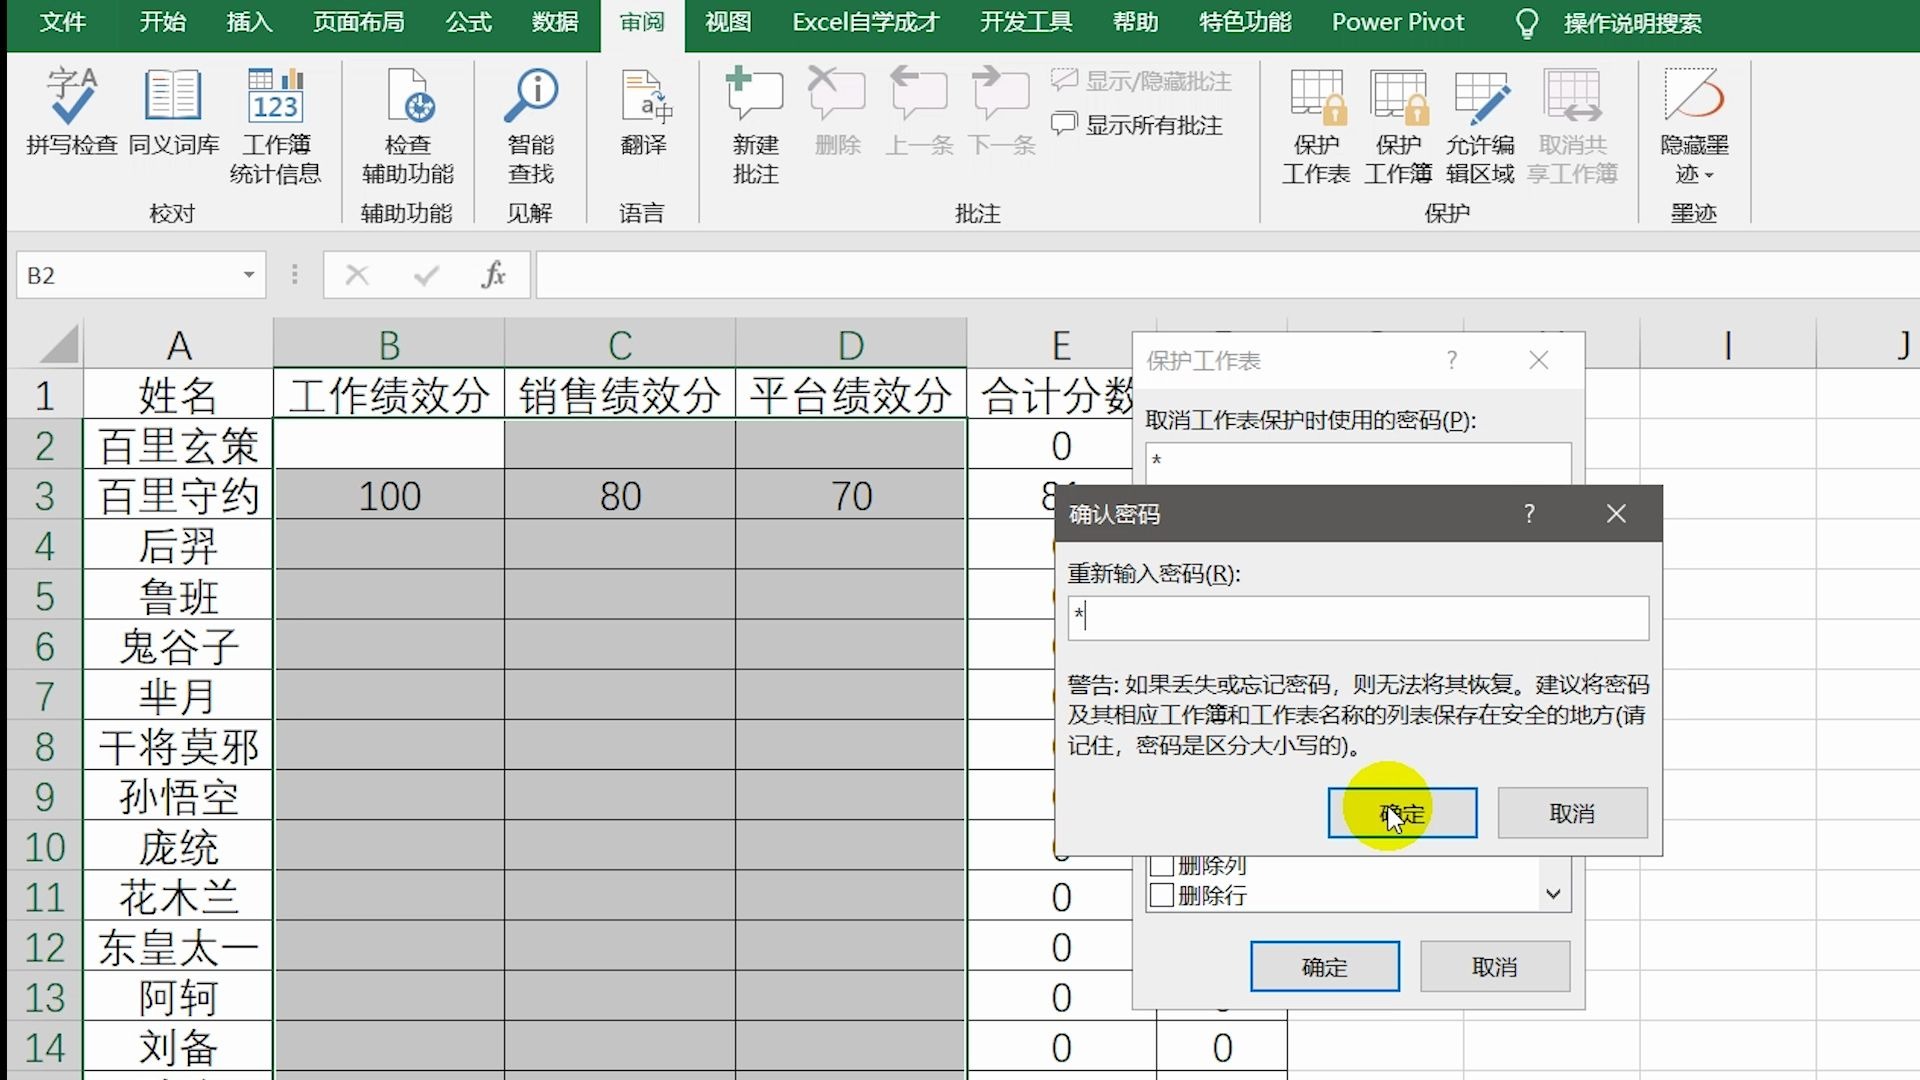 文件 开始 插入 页面布局 公式 数据 审阅 视图 Excel自学成才 开发工具 帮助 特色功能 Power Pivot 操作说明搜索
拼写检查 同义词库 工作簿统计信息
校对
检查辅助功能
辅助功能
智能查找
见解
翻译
语言
新建批注 删除 上一条 下一条
显示/隐藏批注
显示所有批注
批注
保护工作表 保护工作簿 允许编辑区域 取消共享工作簿
保护
隐藏墨迹
墨迹
B2
fx
A B C D E I J
1 姓名 工作绩效分 销售绩效分 平台绩效分 合计分数
2 百里玄策 0
3 百里守约 100 80 70
4 后羿
5 鲁班
6 鬼谷子
7 芈月
8 干将莫邪
9 孙悟空
10 庞统
11 花木兰 0
12 东皇太一 0
13 阿轲 0
14 刘备 0 0
保护工作表 ?
取消工作表保护时使用的密码(P):
*
确认密码 ?
重新输入密码(R):
*
警告: 如果丢失或忘记密码，则无法将其恢复。建议将密码
及其相应工作簿和工作表名称的列表保存在安全的地方(请
记住，密码是区分大小写的)。
确定 取消
删除列
删除行
确定 取消